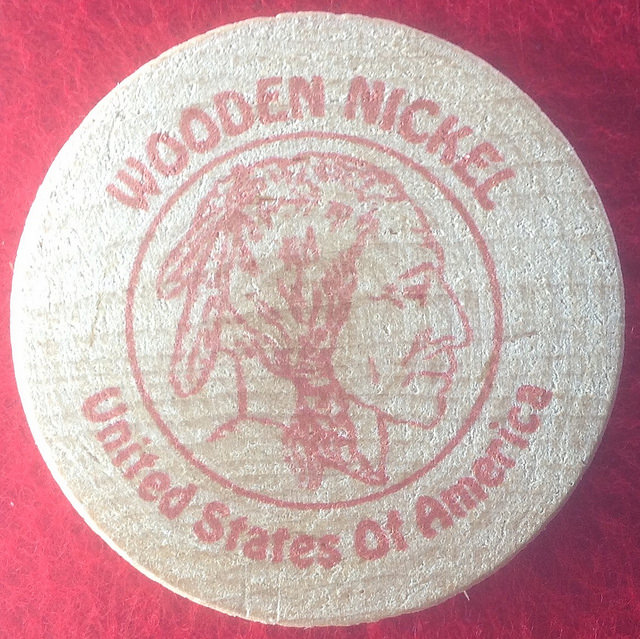 WOODEN NICKEL
United States Of America